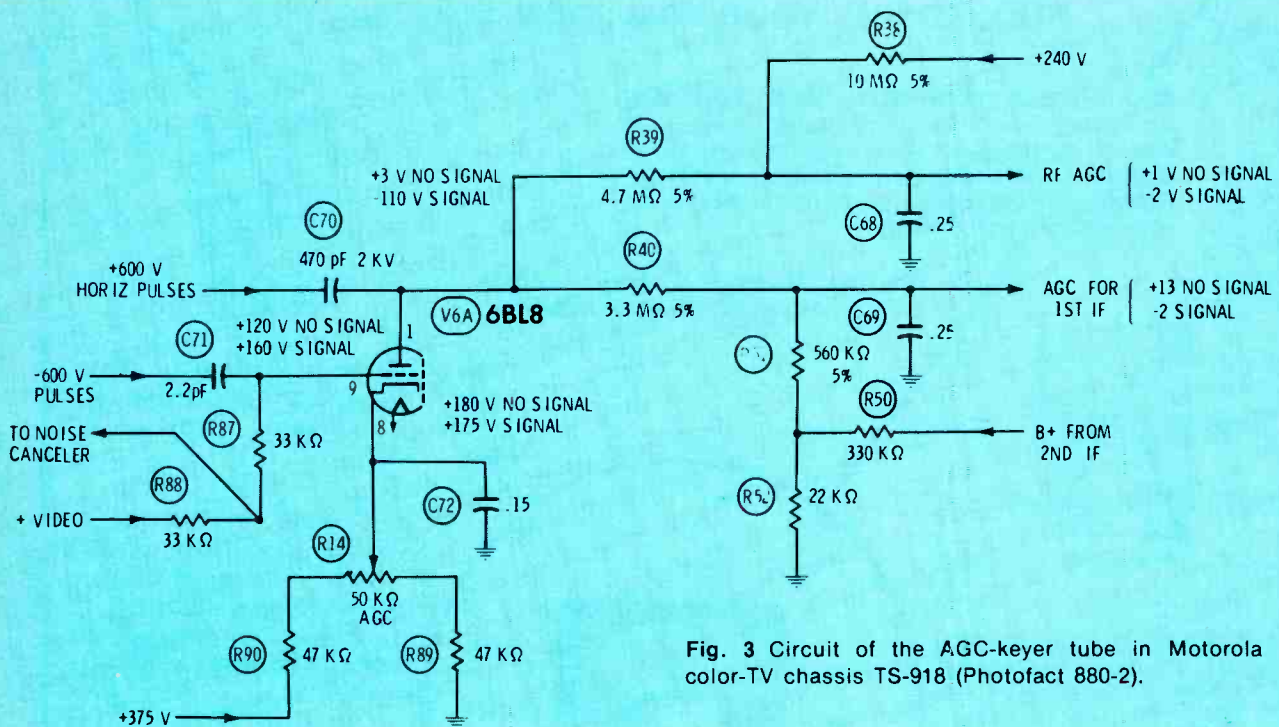 R38
+240 V
10 MΩ 5%
R39
+3 V NO SIGNAL
-110 V SIGNAL
4.7 MΩ 5%
RF AGC
+1 V NO SIGNAL
-2 V SIGNAL
C70
C68
.25
470 pF 2 KV
R40
+600 V
HORIZ PULSES
V6A
6BL8
3.3 MΩ 5%
AGC FOR
1ST IF
+13 NO SIGNAL
-2 SIGNAL
C71
+120 V NO SIGNAL
+160 V SIGNAL
1
C69
.25
560 KΩ
5%
-600 V
PULSES
2.2pF
9
+180 V NO SIGNAL
+175 V SIGNAL
8
R50
B+ FROM
2ND IF
330 KΩ
TO NOISE
CANCELER
R87
33 KΩ
R88
+ VIDEO
33 KΩ
C72
.15
22 KΩ
R14
50 KΩ
AGC
R90
47 KΩ
R89
47 KΩ
+375 V
Fig. 3 Circuit of the AGC-keyer tube in Motorola
color-TV chassis TS-918 (Photofact 880-2).